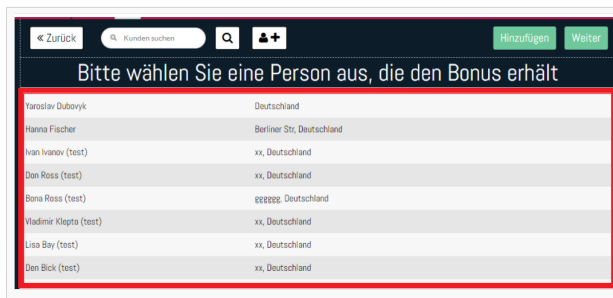 « Zurück Kunden suchen Hinzufügen Weiter
Bitte wählen Sie eine Person aus, die den Bonus erhält
Yaroslav Dubovyk Deutschland
Hanna Fischer Berliner Str, Deutschland
Ivan Ivanov (test) xx, Deutschland
Don Ross (test) xx, Deutschland
Bona Ross (test) gggggg, Deutschland
Vladimir Klepto (test) xx, Deutschland
Lisa Bay (test) xx, Deutschland
Den Bick (test) xx, Deutschland